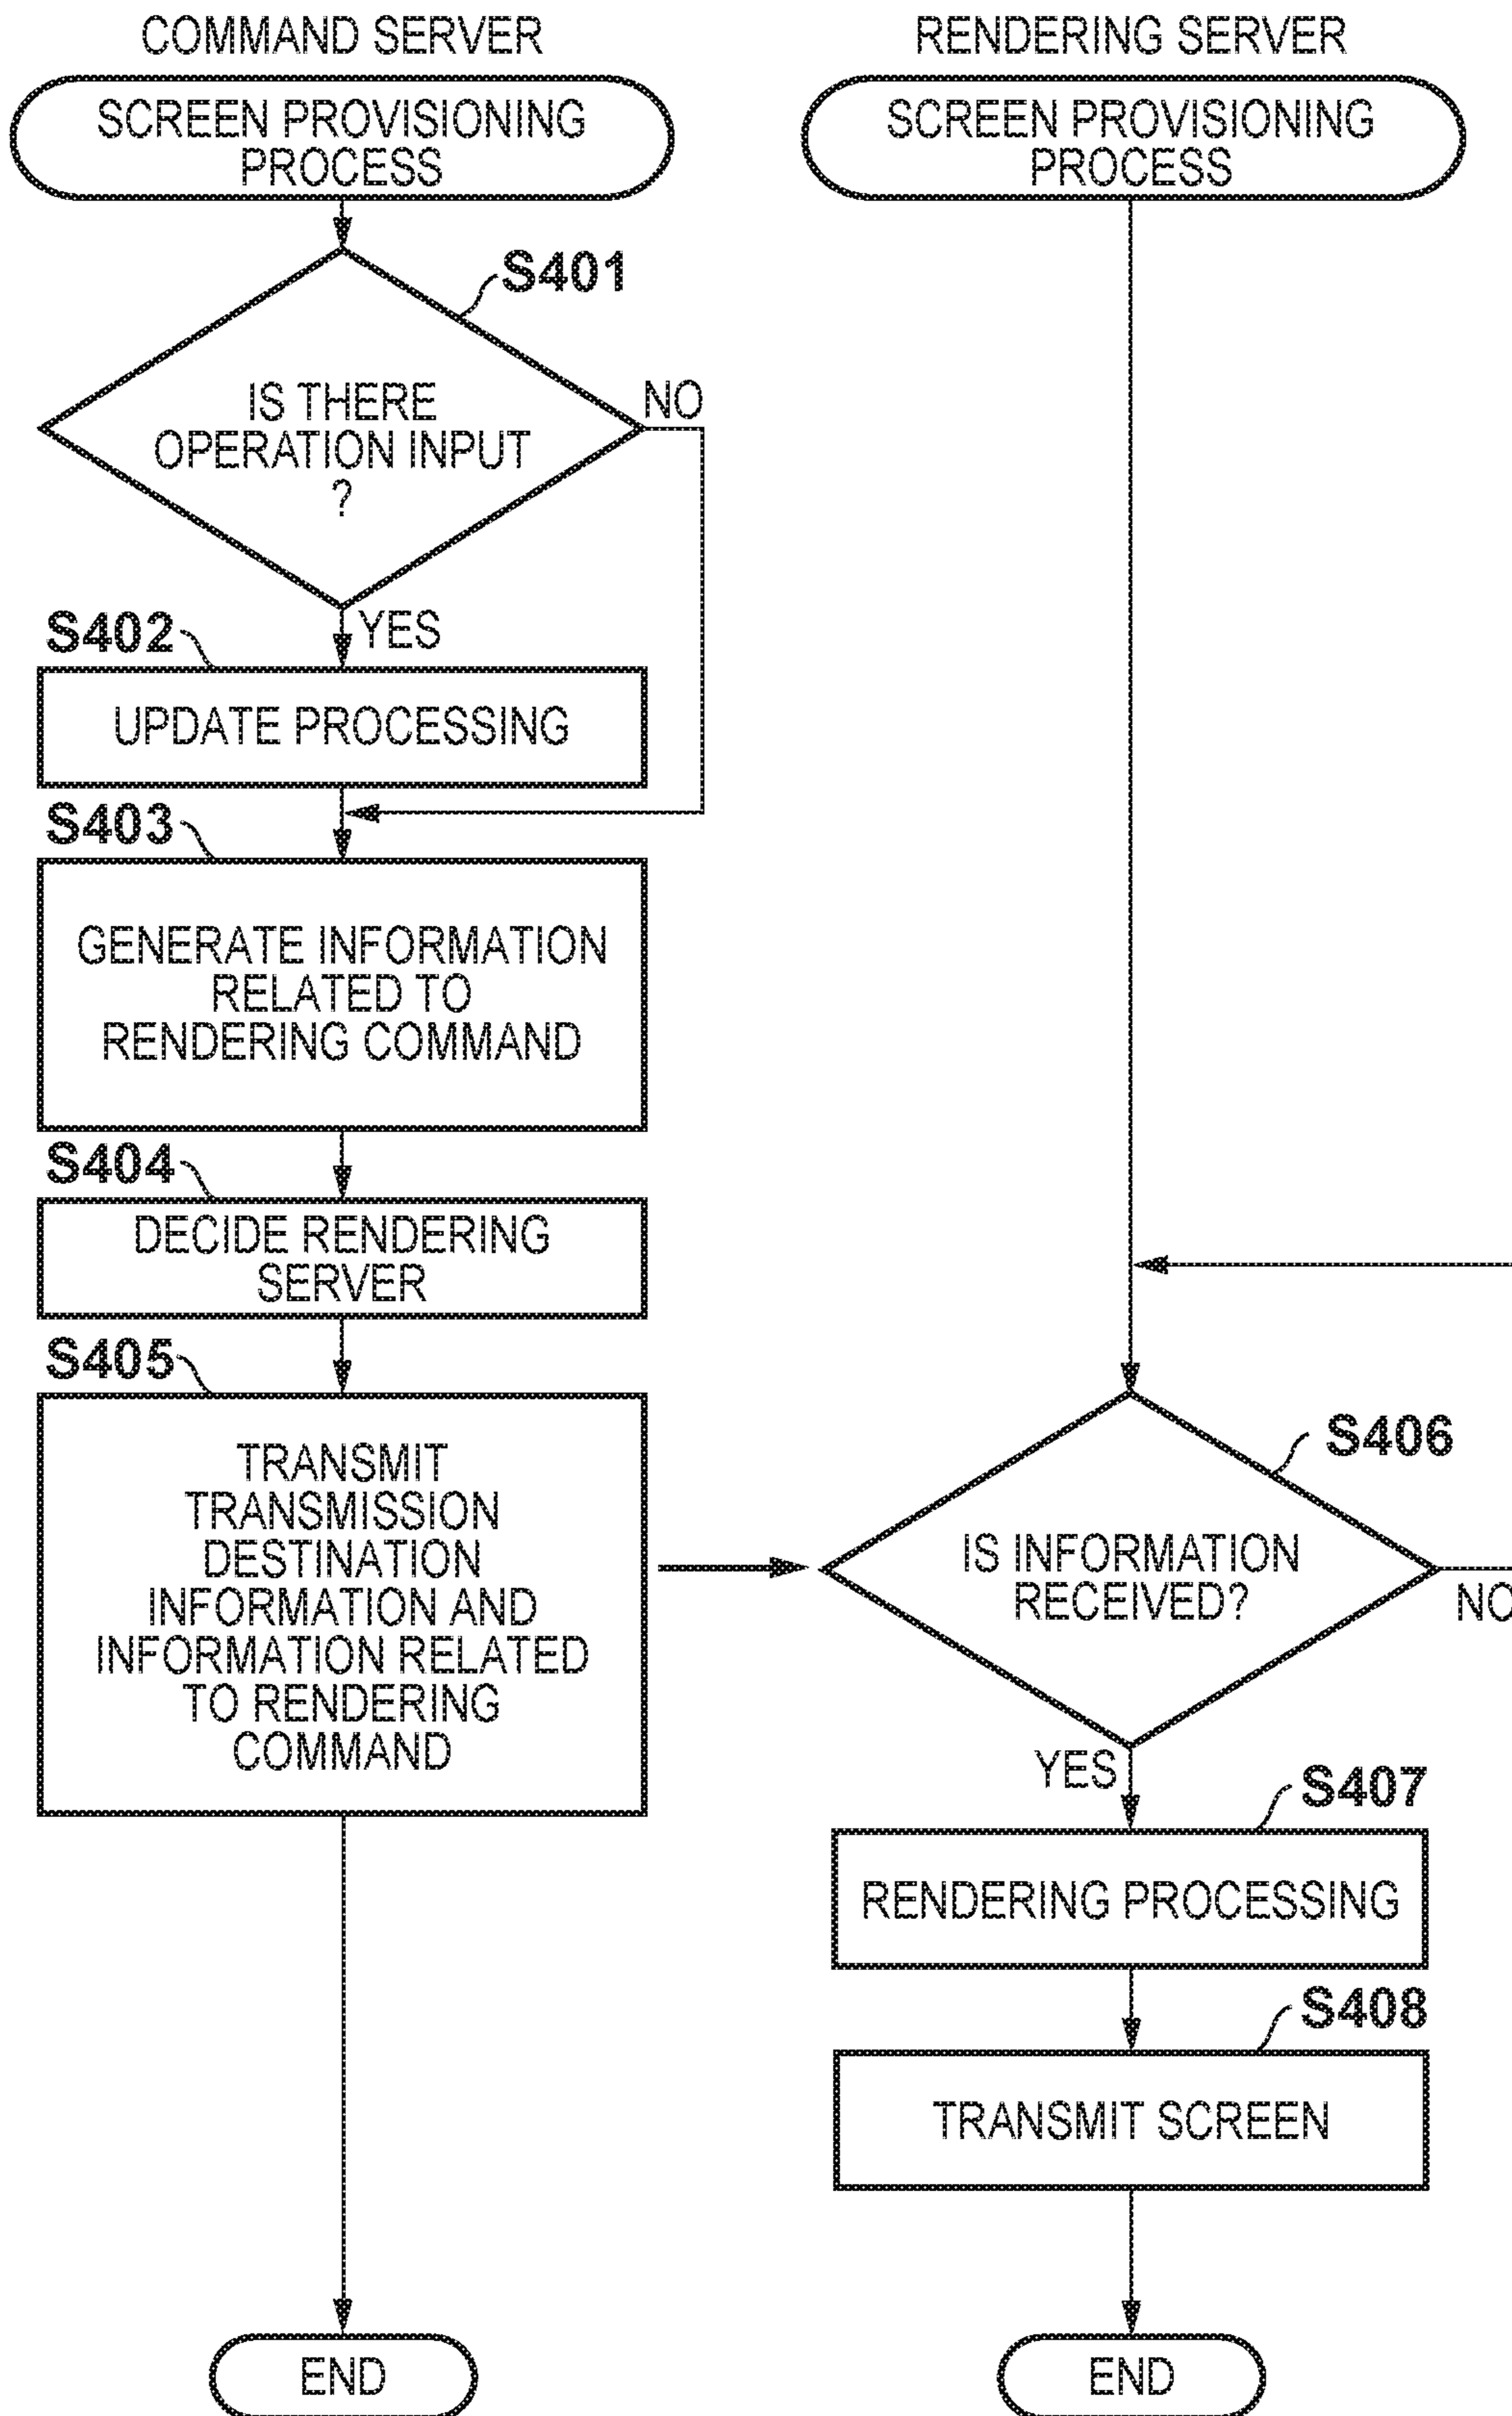 COMMAND SERVER
SCREEN PROVISIONING
PROCESS
S401
IS THERE
OPERATION INPUT
?
NO
YES
S402
UPDATE PROCESSING
S403
GENERATE INFORMATION
RELATED TO
RENDERING COMMAND
S404
DECIDE RENDERING
SERVER
S405
TRANSMIT
TRANSMISSION
DESTINATION
INFORMATION AND
INFORMATION RELATED
TO RENDERING
COMMAND
END
RENDERING SERVER
SCREEN PROVISIONING
PROCESS
S406
IS INFORMATION
RECEIVED?
NO
YES
S407
RENDERING PROCESSING
S408
TRANSMIT SCREEN
END